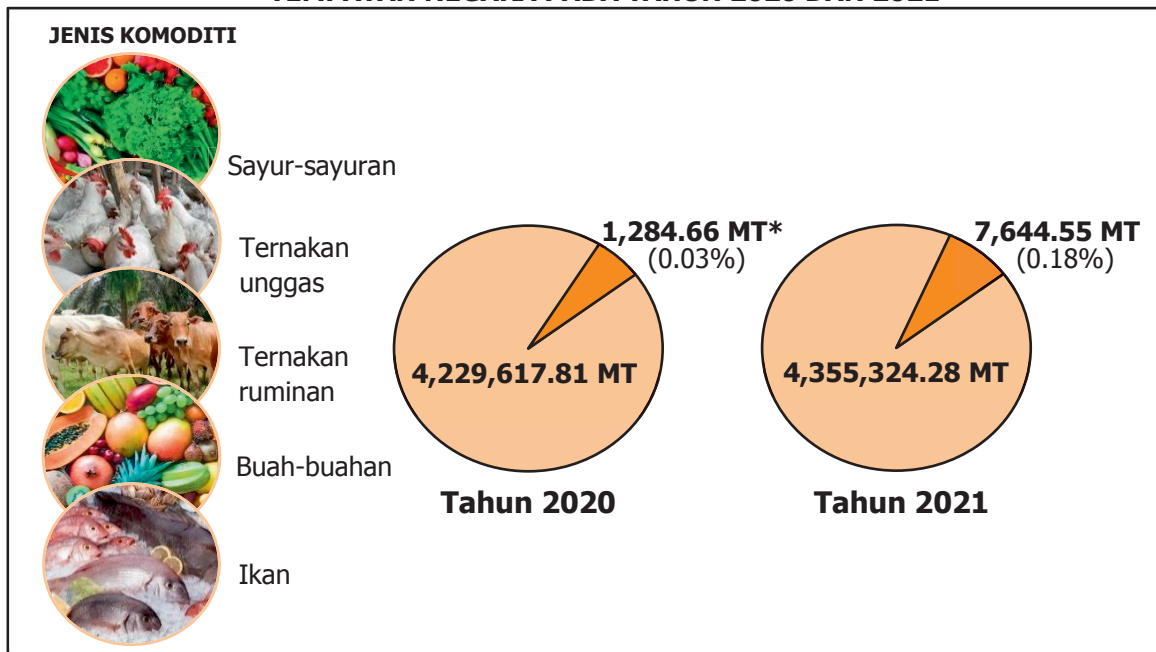 JENIS KOMODITI
Sayur-sayuran
Ternakan
unggas
Ternakan
ruminan
Buah-buahan
Ikan
1,284.66 MT*
(0.03%)
4,229,617.81 MT
Tahun 2020
7,644.55 MT
(0.18%)
4,355,324.28 MT
Tahun 2021